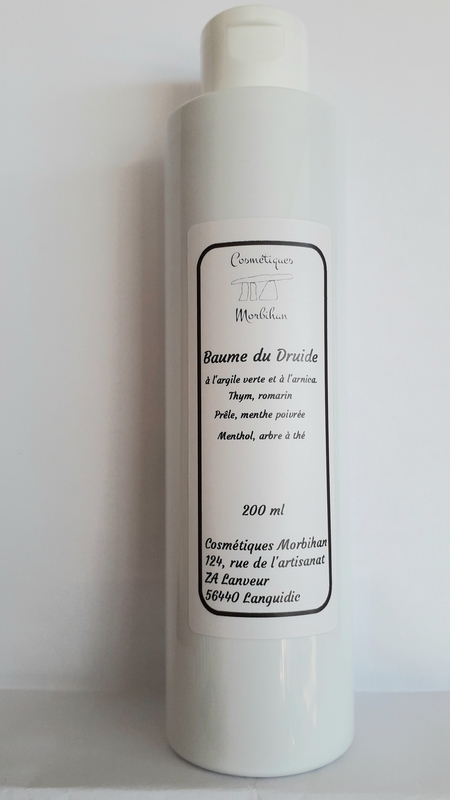 Cosmétiques
Morbihan
Baume du Druide
à l'argile verte et à l'arnica.
Thym, romarin
Prêle, menthe poivrée
Menthol, arbre à thé
200 ml
Cosmétiques Morbihan
124, rue de l'artisanat
ZA Lanveur
56440 Languidic